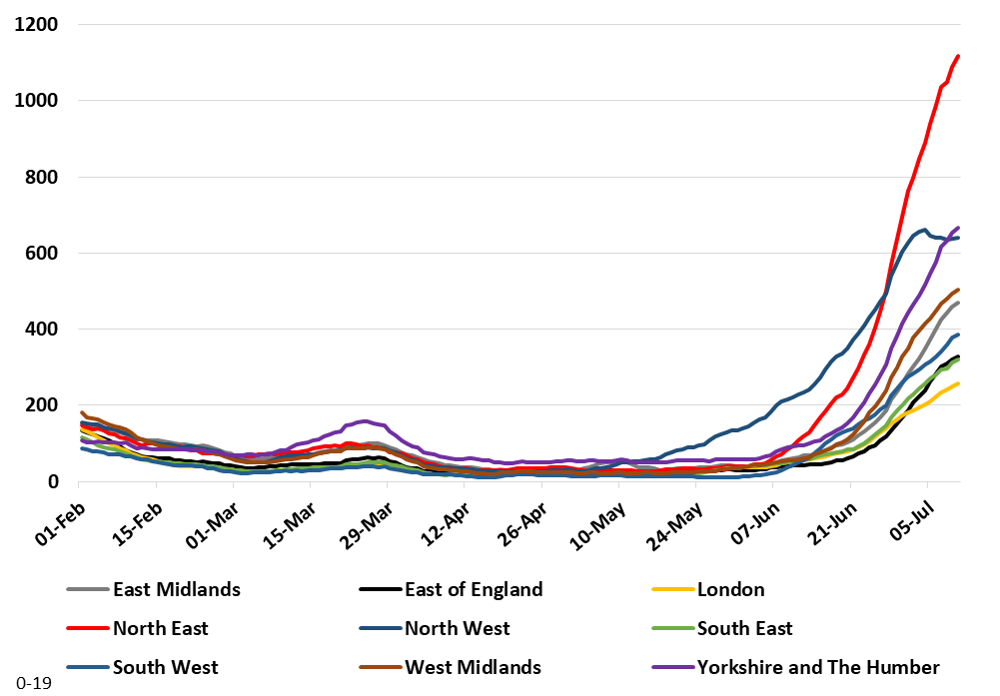 1200
1000
800
600
400
200
0
01-Feb 15-Feb 01-Mar 15-Mar 29-Mar 12-Apr 26-Apr 10-May 24-May 07-Jun 21-Jun 05-Jul
East Midlands East of England London
North East North West South East
South West West Midlands Yorkshire and The Humber
0-19